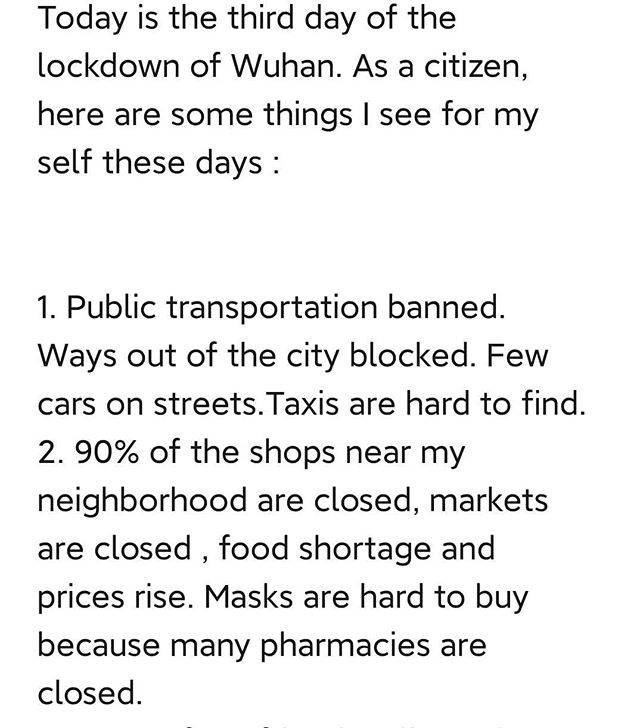 Today is the third day of the
lockdown of Wuhan. As a citizen,
here are some things I see for my
self these days :
1. Public transportation banned.
Ways out of the city blocked. Few
cars on streets.Taxis are hard to find.
2. 90% of the shops near my
neighborhood are closed, markets
are closed , food shortage and
prices rise. Masks are hard to buy
because many pharmacies are
closed.